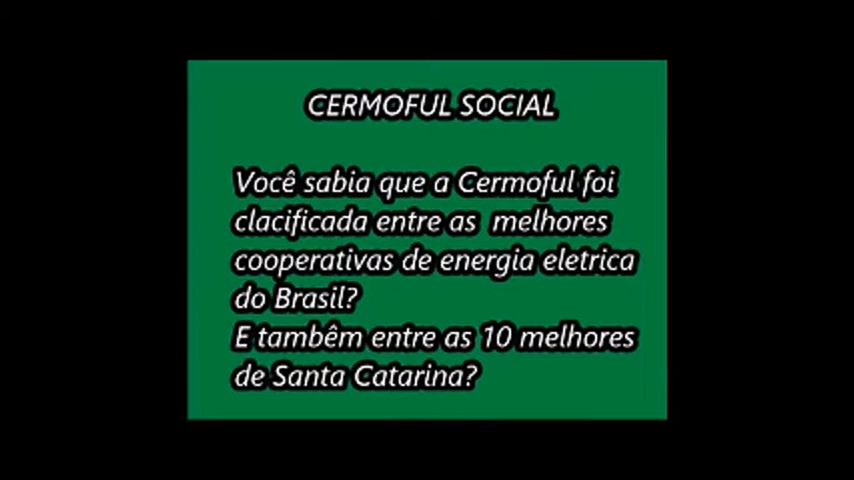 CERMOFUL SOCIAL
Você sabia que a Cermoful foi
clacificada entre as melhores
cooperativas de energia eletrica
do Brasil?
E tambêm entre as 10 melhores
de Santa Catarina?